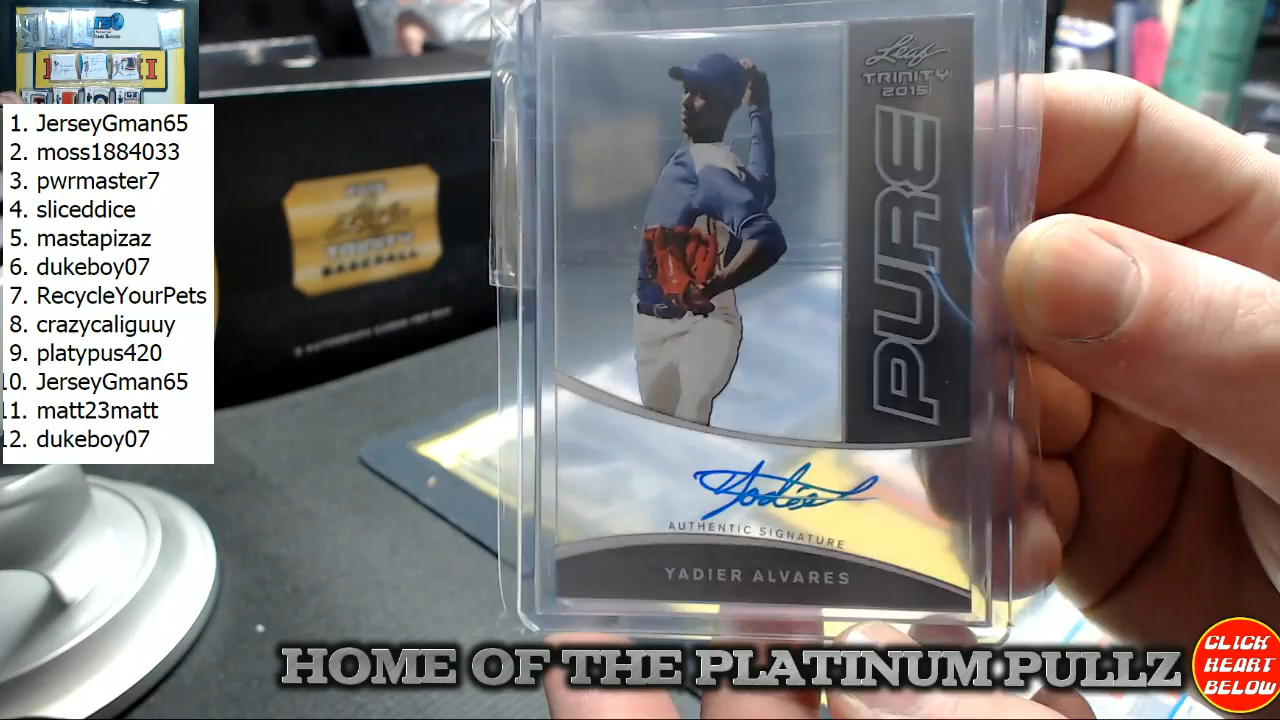 1. JerseyGman65
2. moss1884033
3. pwrmaster7
4. sliceddice
5. mastapizaz
6. dukeboy07
7. RecycleYourPets
8. crazycaliguuy
9. platypus420
10. JerseyGman65
11. matt23matt
12. dukeboy07
TRINITY
BASEBALL
Leaf
TRINITY
2015
PURE
Yadier
AUTHENTIC SIGNATURE
YADIER ALVARES
HOME OF THE PLATINUM PULLZ
CLICK
HEART
BELOW